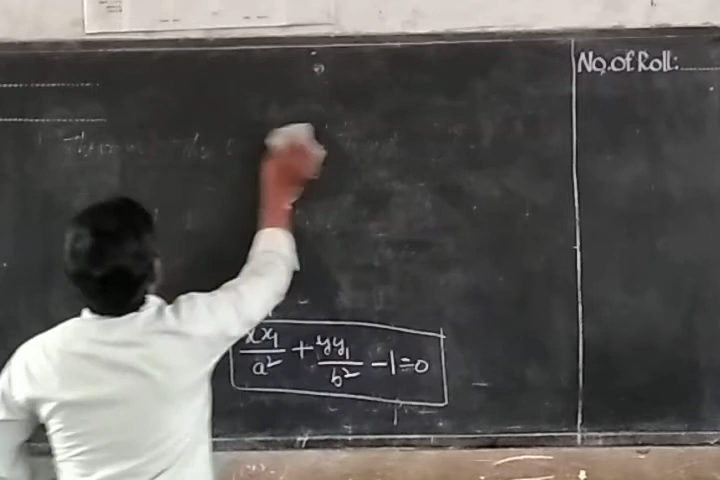 No. of Roll:
xx₁/a² + yy₁/b² - 1 = 0